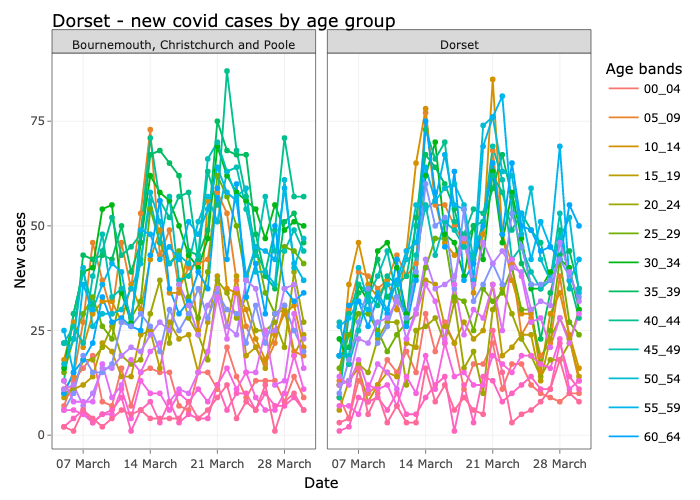 Dorset - new covid cases by age group
Bournemouth, Christchurch and Poole
Dorset
New cases
75
50
25
0
07 March
14 March
21 March
28 March
07 March
14 March
21 March
28 March
Date
Age bands
00_04
05_09
10_14
15_19
20_24
25_29
30_34
35_39
40_44
45_49
50_54
55_59
60_64